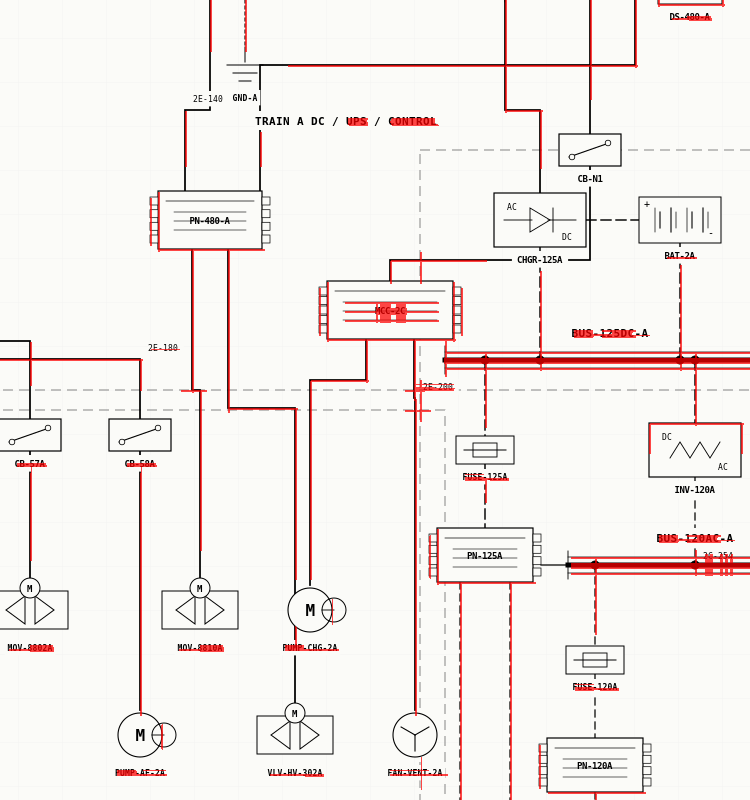 DS-480-A
2E-140
GND-A
TRAIN A DC / UPS / CONTROL
CB-N1
AC
DC
+
-
PN-480-A
BAT-2A
CHGR-125A
MCC-2C
BUS-125DC-A
2E-180
2E-200
DC
AC
CB-57A
CB-58A
FUSE-125A
INV-120A
BUS-120AC-A
PN-125A
M
M
M
MOV-8802A
MOV-8810A
PUMP-CHG-2A
FUSE-120A
M
M
PN-120A
PUMP-AF-2A
VLV-HV-302A
FAN-VENT-2A